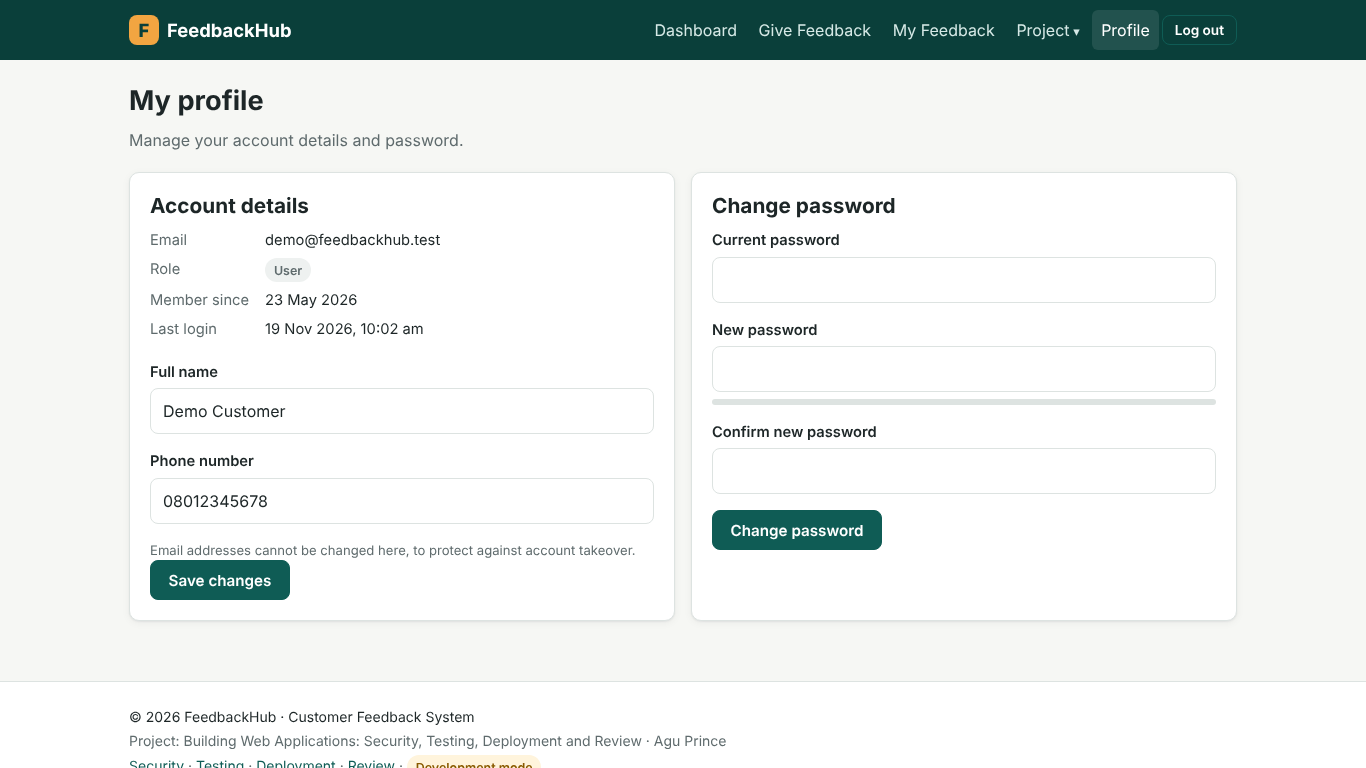 F FeedbackHub
Dashboard Give Feedback My Feedback Project ▾ Profile Log out
My profile
Manage your account details and password.
Account details
Email demo@feedbackhub.test
Role User
Member since 23 May 2026
Last login 19 Nov 2026, 10:02 am
Full name
Demo Customer
Phone number
08012345678
Email addresses cannot be changed here, to protect against account takeover.
Save changes
Change password
Current password
New password
Confirm new password
Change password
© 2026 FeedbackHub · Customer Feedback System
Project: Building Web Applications: Security, Testing, Deployment and Review · Agu Prince
Security · Testing · Deployment · Review · Development mode